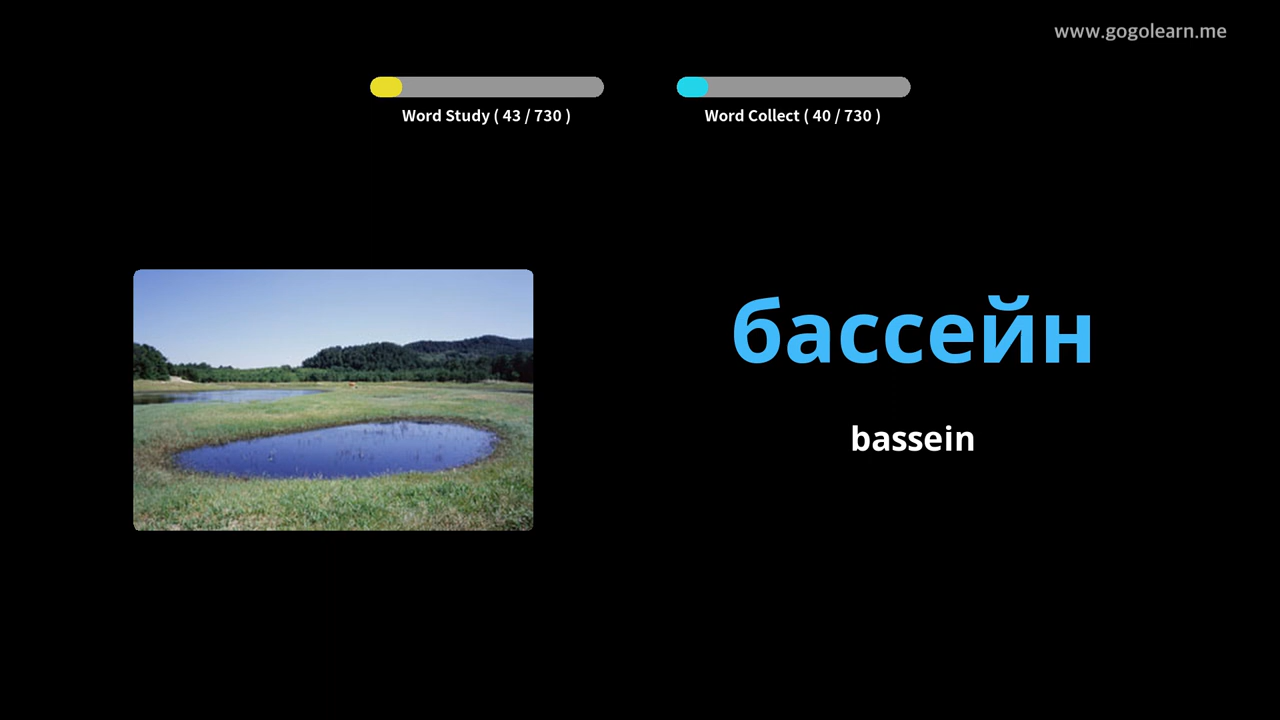 www.gogolearn.me
Word Study ( 43 / 730 )
Word Collect ( 40 / 730 )
бассейн
bassein